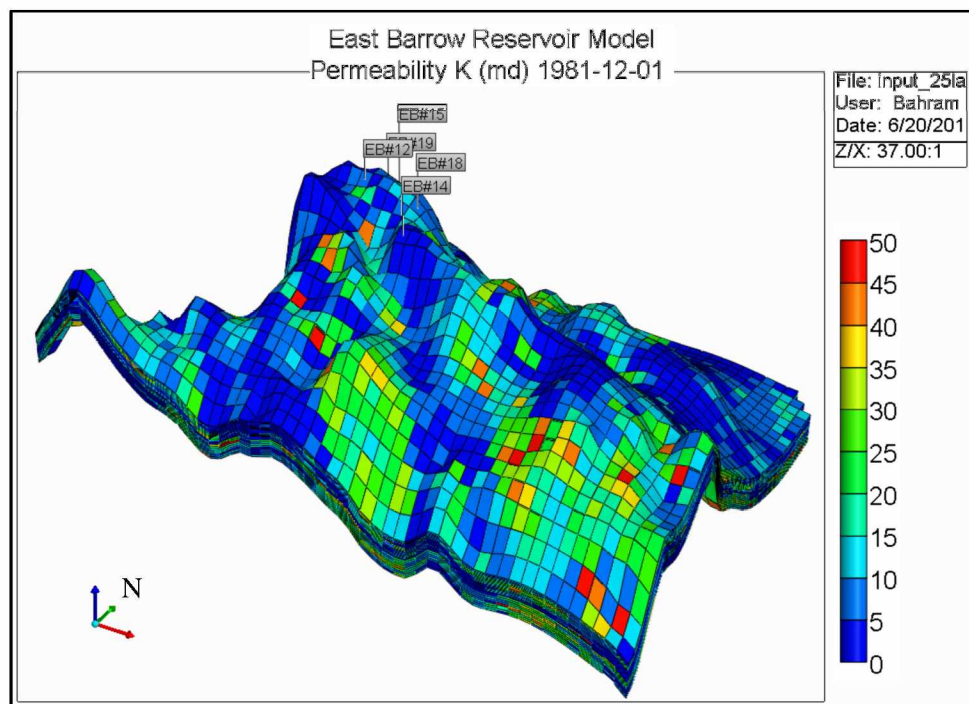 East Barrow Reservoir Model
Permeability K (md) 1981-12-01
File: Input_25la
User: Bahram
Date: 6/20/201
Z/X: 37.00:1
EB#15
EB#12
#19
EB#18
EB#14
50
45
40
35
30
25
20
15
10
5
0
N